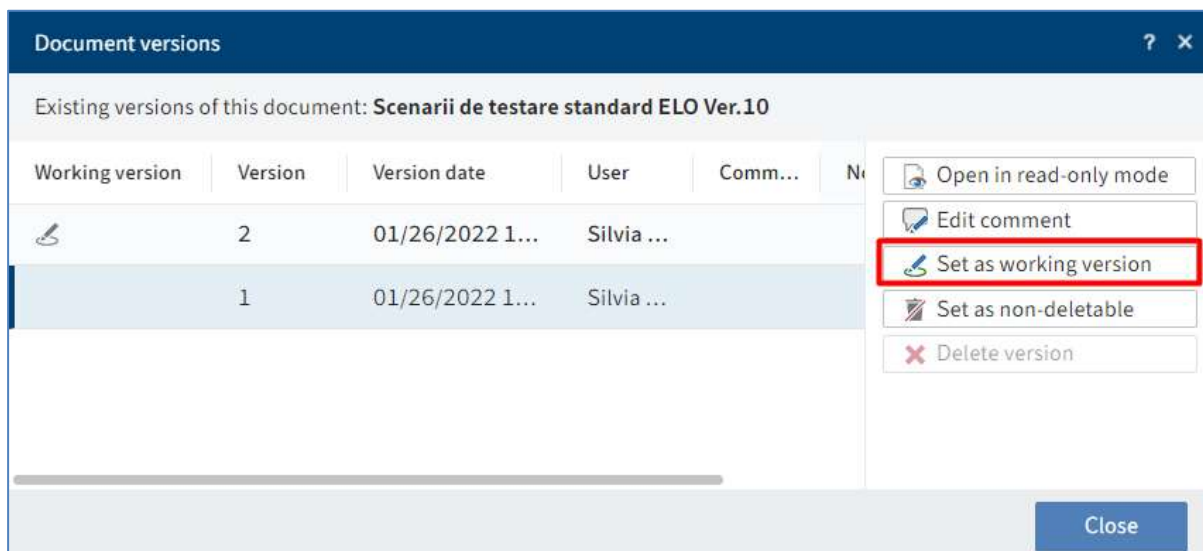 Document versions ? ×
Existing versions of this document: Scenarii de testare standard ELO Ver.10
Working version Version Version date User Comm... No
2 01/26/2022 1... Silvia ...
1 01/26/2022 1... Silvia ...
Open in read-only mode
Edit comment
Set as working version
Set as non-deletable
Delete version
Close